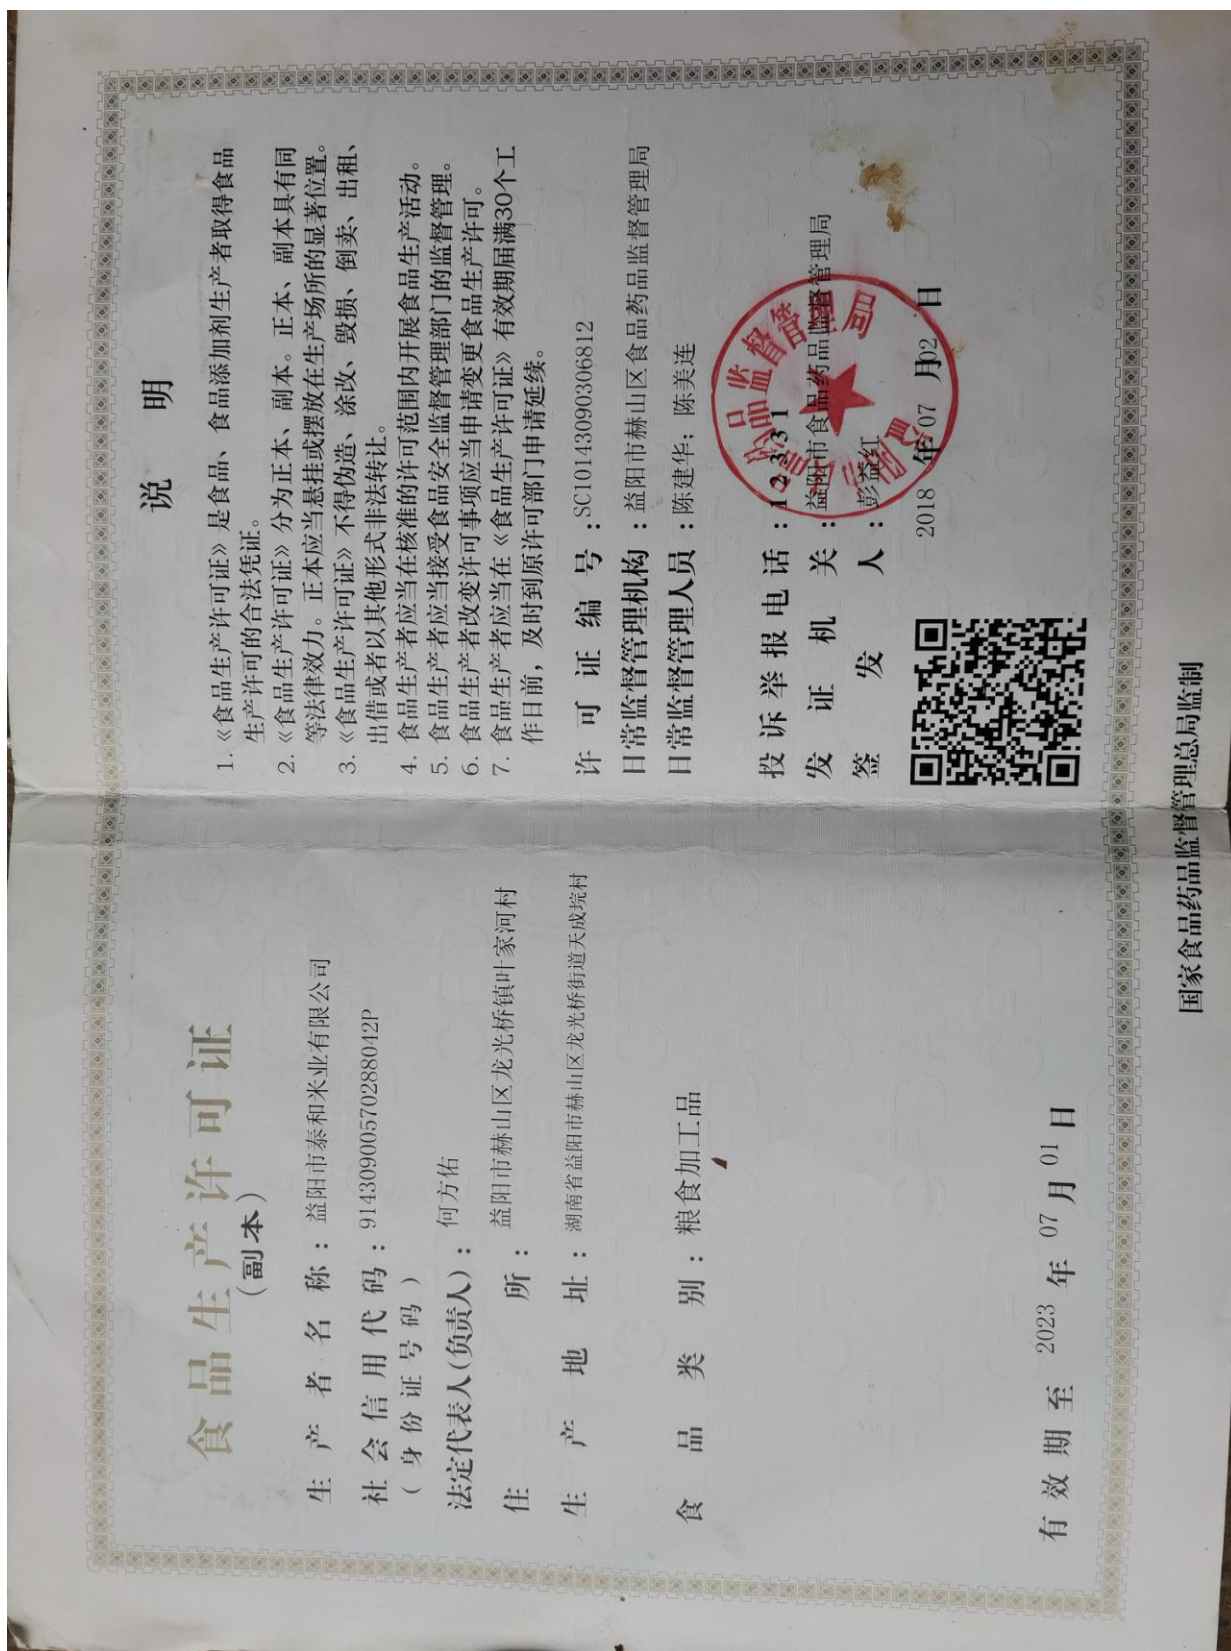 食品生产许可证
(副本)
生产者名称：益阳市泰和米业有限公司
社会信用代码：91430900570288042P
（身份证号码）
法定代表人(负责人)：何方佑
住所：益阳市赫山区龙光桥镇叶家河村
生产地址：湖南省益阳市赫山区龙光桥街道天成垸村
食品类别：粮食加工品
有效期至 2023 年 07 月 01 日
说 明
1. 《食品生产许可证》是食品、食品添加剂生产者取得食品
生产许可的合法凭证。
2. 《食品生产许可证》分为正本、副本。正本、副本具有同
等法律效力。正本应当悬挂或摆放在生产场所的显著位置。
3. 《食品生产许可证》不得伪造、涂改、毁损、倒卖、出租、
出借或者以其他形式非法转让。
4. 食品生产者应当在核准的许可范围内开展食品生产活动。
5. 食品生产者应当接受食品安全监督管理部门的监督管理。
6. 食品生产者改变许可事项应当申请变更食品生产许可。
7. 食品生产者应当在《食品生产许可证》有效期届满30个工
作日前，及时到原许可部门申请延续。
许可证编号：SC10143090306812
日常监督管理机构：益阳市赫山区食品药品监督管理局
日常监督管理人员：陈建华；陈美连
投诉举报电话：12331
发证机关：益阳市食品药品监督管理局
签发人：彭益红
2018 年 07 月 02 日
国家食品药品监督管理总局监制